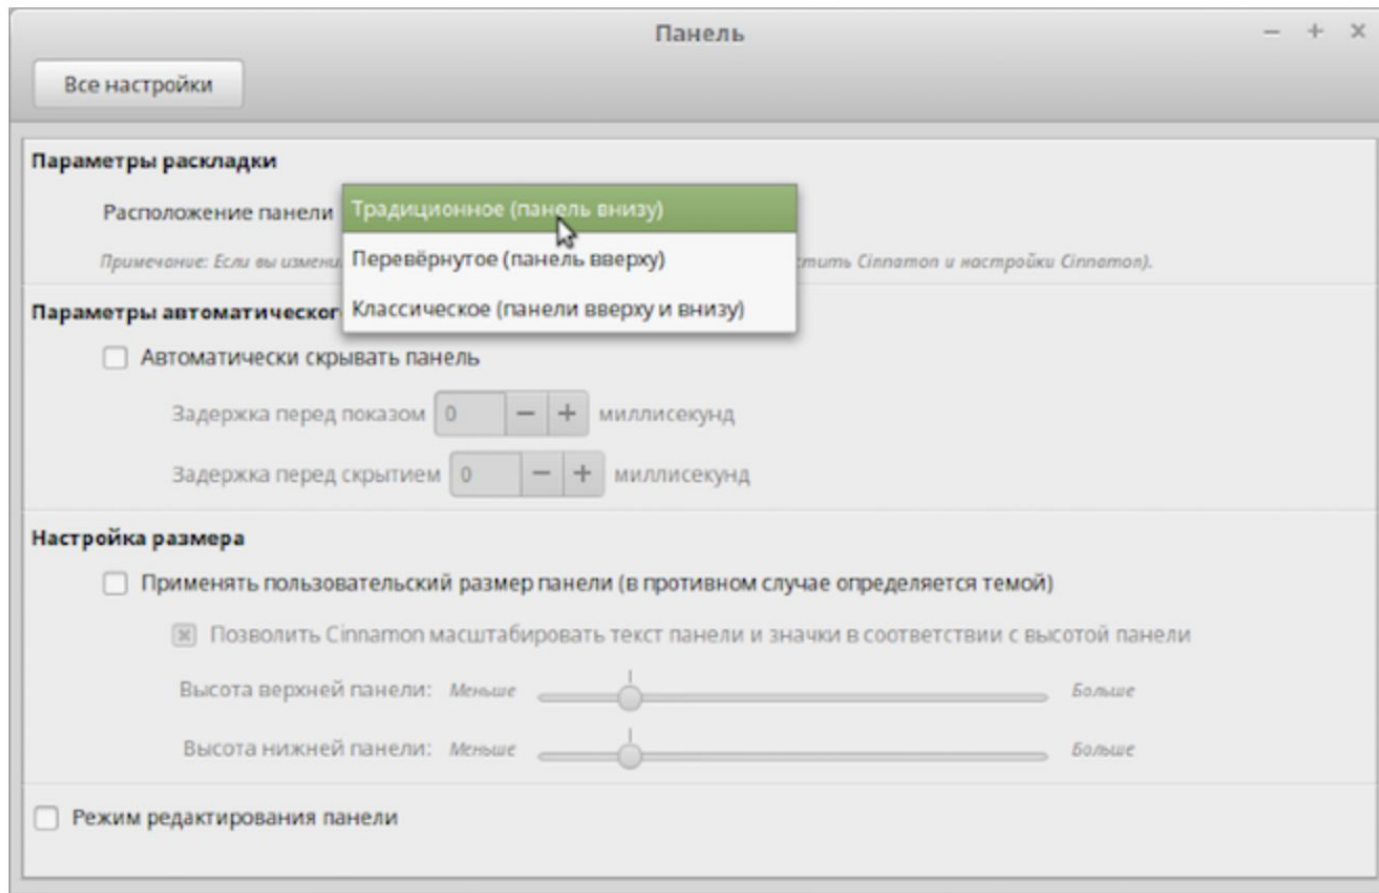 Панель
Все настройки
Параметры раскладки
Расположение панели
Традиционное (панель внизу)
Перевёрнутое (панель вверху)
Классическое (панели вверху и внизу)
Примечание: Если вы Cinnamon и настройки Cinnamon).
Параметры автоматического
Автоматически скрывать панель
Задержка перед показом 0 − + миллисекунд
Задержка перед скрытием 0 − + миллисекунд
Настройка размера
Применять пользовательский размер панели (в противном случае определяется темой)
Позволить Cinnamon масштабировать текст панели и значки в соответствии с высотой панели
Высота верхней панели: Меньше Больше
Высота нижней панели: Меньше Больше
Режим редактирования панели